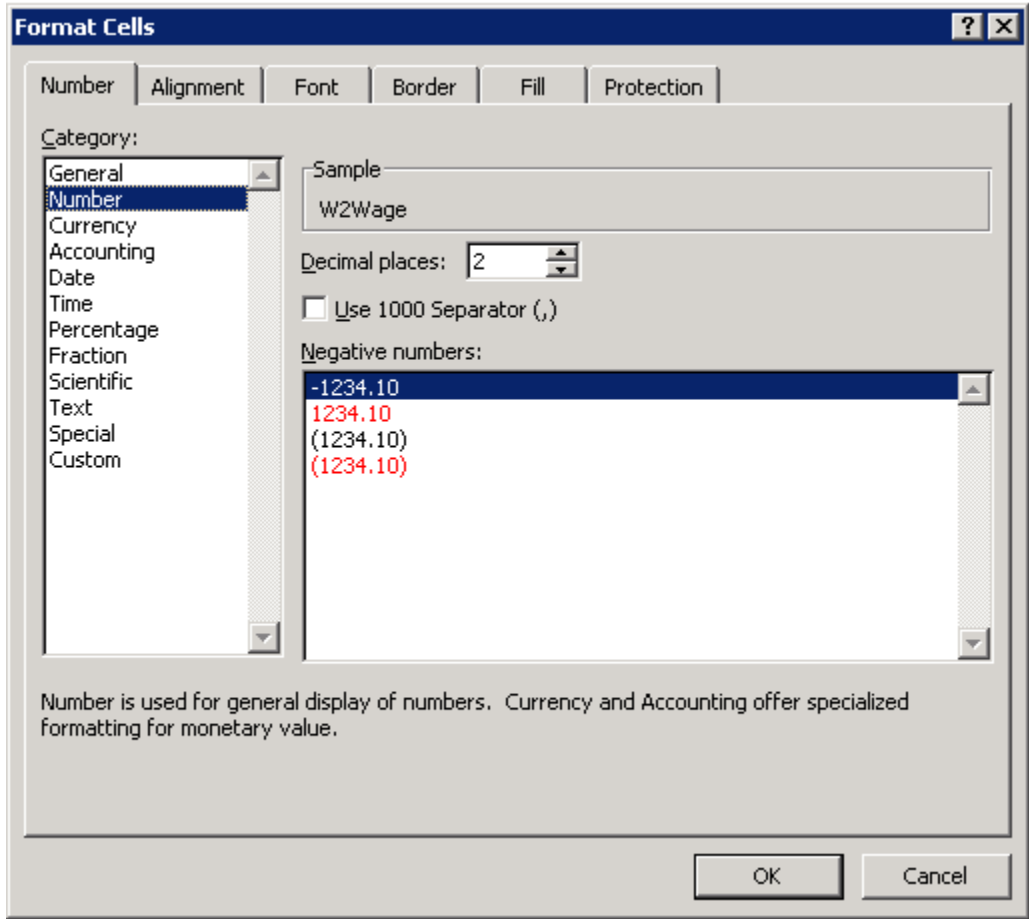 Format Cells
Number Alignment Font Border Fill Protection
Category:
General
Number
Currency
Accounting
Date
Time
Percentage
Fraction
Scientific
Text
Special
Custom
Sample
W2Wage
Decimal places: 2
Use 1000 Separator (,)
Negative numbers:
-1234.10
1234.10
(1234.10)
(1234.10)
Number is used for general display of numbers.  Currency and Accounting offer specialized
formatting for monetary value.
OK Cancel